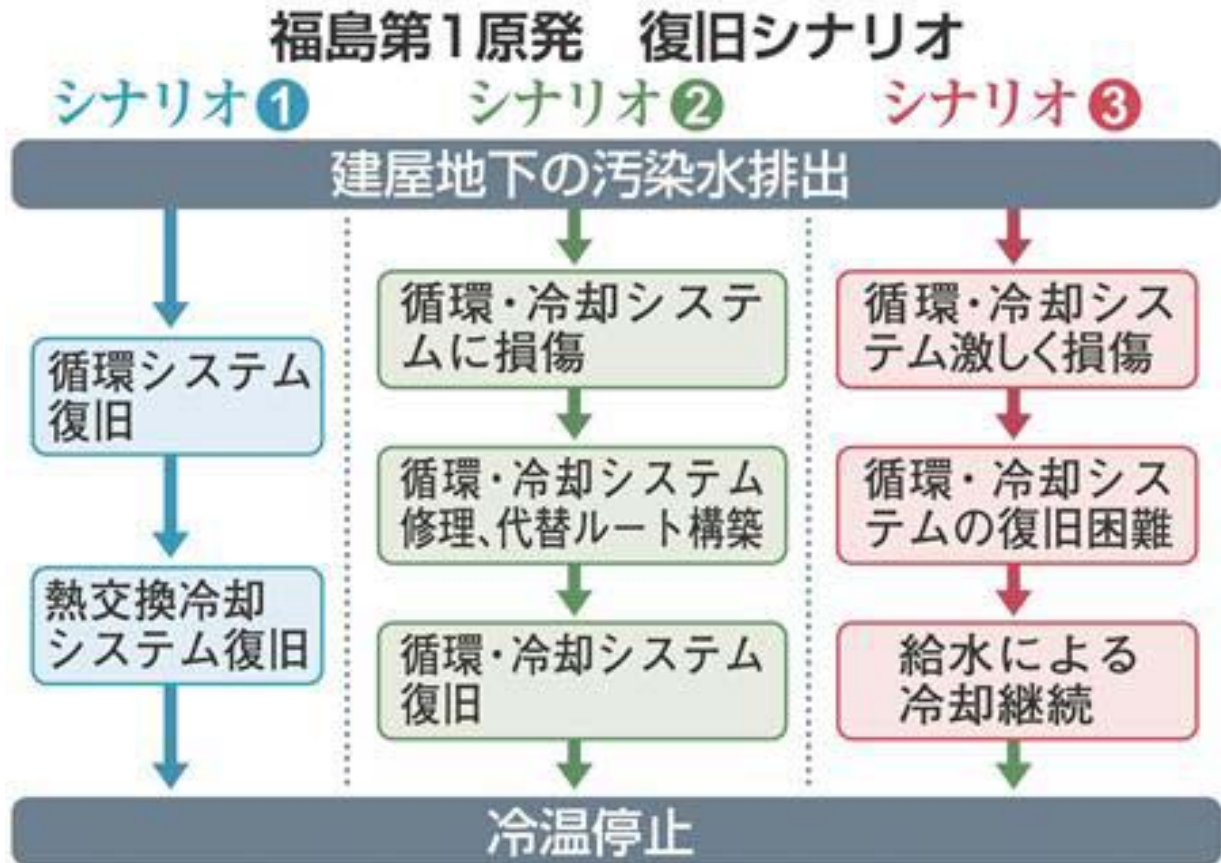 福島第1原発　復旧シナリオ
シナリオ❶
シナリオ❷
シナリオ❸
建屋地下の汚染水排出
循環システム
復旧
熱交換冷却
システム復旧
循環・冷却システ
ムに損傷
循環・冷却システム
修理、代替ルート構築
循環・冷却システム
復旧
循環・冷却シス
テム激しく損傷
循環・冷却シス
テムの復旧困難
給水による
冷却継続
冷温停止